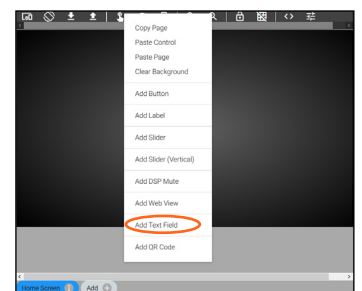 Copy Page
Paste Control
Paste Page
Clear Background
Add Button
Add Label
Add Slider
Add Slider (Vertical)
Add DSP Mute
Add Web View
Add Text Field
Add QR Code
Home Screen
Add